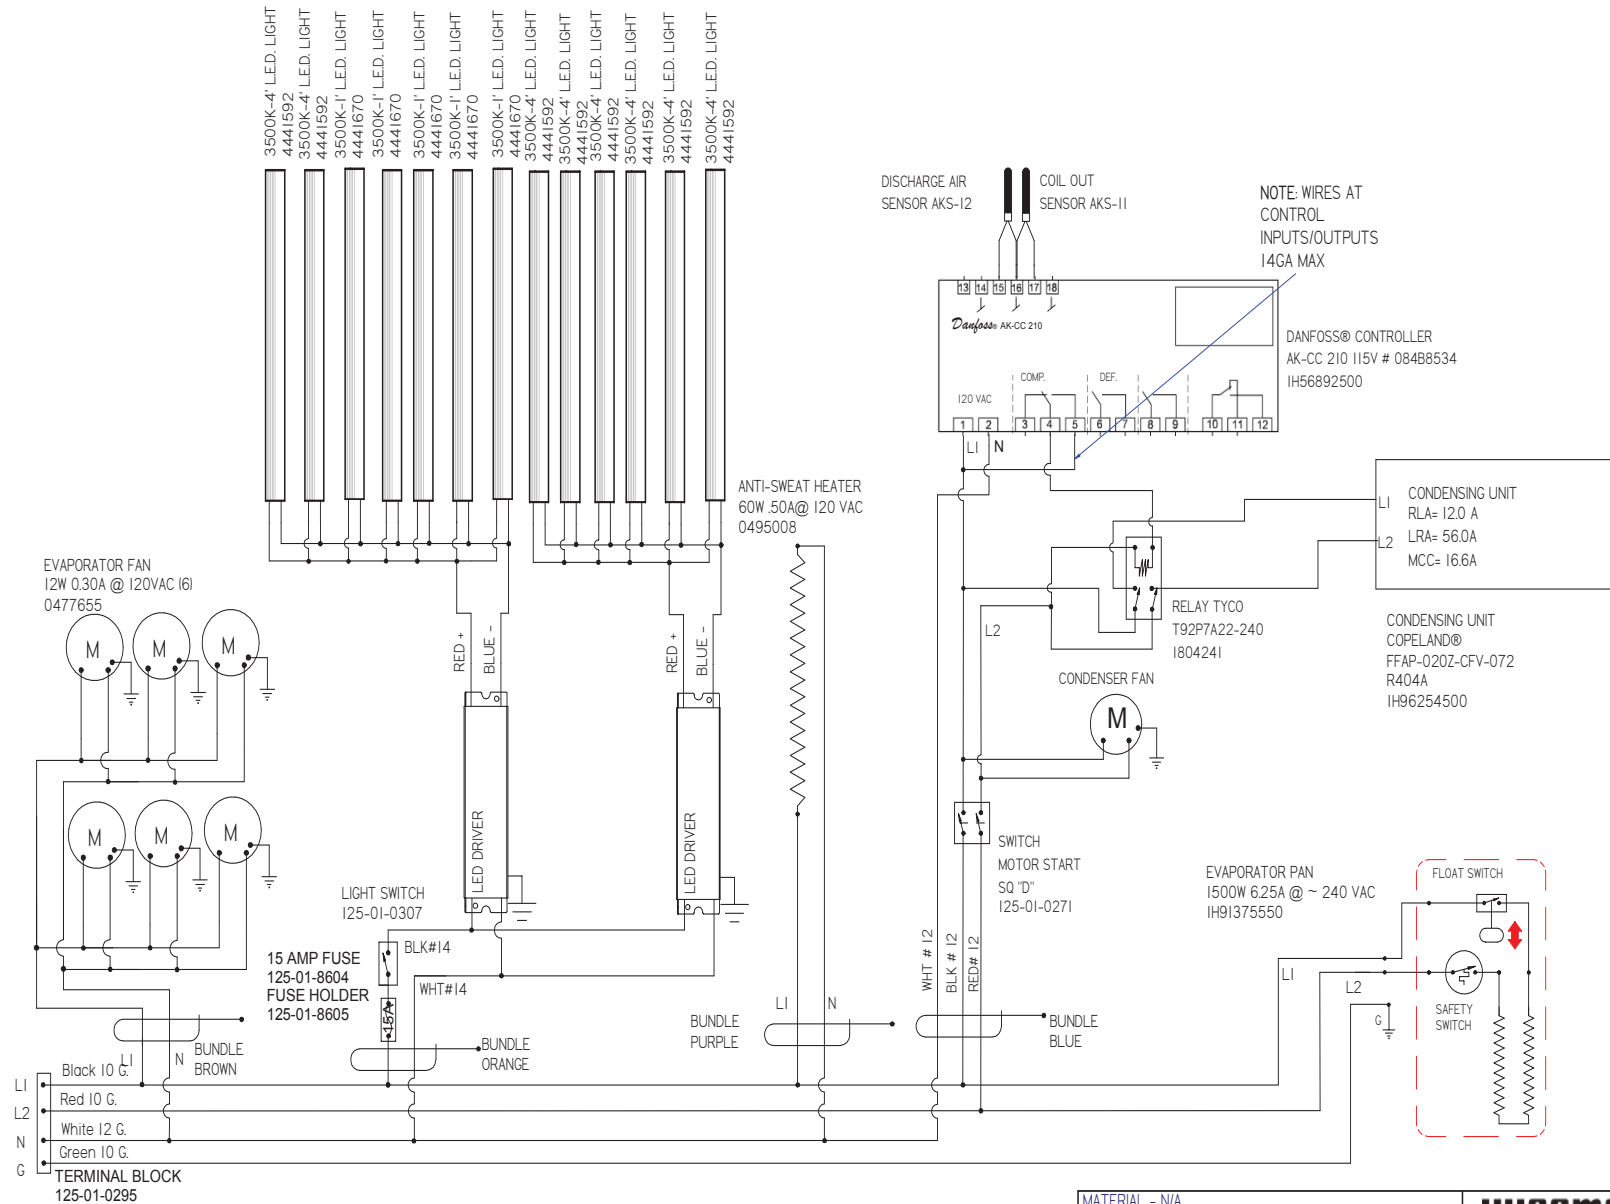 3500K-4' L.E.D. LIGHT
4441592
3500K-4' L.E.D. LIGHT
4441592
3500K-1' L.E.D. LIGHT
4441670
3500K-1' L.E.D. LIGHT
4441670
3500K-1' L.E.D. LIGHT
4441670
3500K-1' L.E.D. LIGHT
4441670
3500K-1' L.E.D. LIGHT
4441670
3500K-4' L.E.D. LIGHT
4441592
3500K-4' L.E.D. LIGHT
4441592
3500K-4' L.E.D. LIGHT
4441592
3500K-4' L.E.D. LIGHT
4441592
3500K-4' L.E.D. LIGHT
4441592
3500K-4' L.E.D. LIGHT
4441592
DISCHARGE AIR
SENSOR AKS-12
COIL OUT
SENSOR AKS-11
NOTE: WIRES AT
CONTROL
INPUTS/OUTPUTS
14GA MAX
13 14 15 16 17 18
Danfoss® AK-CC 210
DANFOSS® CONTROLLER
AK-CC 210 115V # 084B8534
1H56892500
COMP.
DEF.
120 VAC
1 2 3 4 5 6 7 8 9 10 11 12
L1 N
ANTI-SWEAT HEATER
60W .50A@ 120 VAC
0495008
L1
L2
CONDENSING UNIT
RLA= 12.0 A
LRA= 56.0A
MCC= 16.6A
EVAPORATOR FAN
12W 0.30A @ 120VAC (6)
0477655
M M M
M M M
RED +
BLUE -
RED +
BLUE -
LED DRIVER
LED DRIVER
L2
RELAY TYCO
T92P7A22-240
1804241
CONDENSING UNIT
COPELAND®
FFAP-020Z-CFV-072
R404A
1H96254500
CONDENSER FAN
M
SWITCH
MOTOR START
SQ "D"
125-01-0271
LIGHT SWITCH
125-01-0307
BLK#14
15 AMP FUSE
125-01-8604
FUSE HOLDER
125-01-8605
15A
WHT#14
WHT # 12
BLK # 12
RED# 12
EVAPORATOR PAN
1500W 6.25A @ ~ 240 VAC
1H91375550
FLOAT SWITCH
SAFETY
SWITCH
L1
L2
G
BUNDLE
BROWN
L1 N
BUNDLE
ORANGE
BUNDLE
PURPLE
L1 N
BUNDLE
BLUE
L1 Black 10 G.
L2 Red 10 G.
N White 12 G.
G Green 10 G.
TERMINAL BLOCK
125-01-0295
MATERIAL - N/A